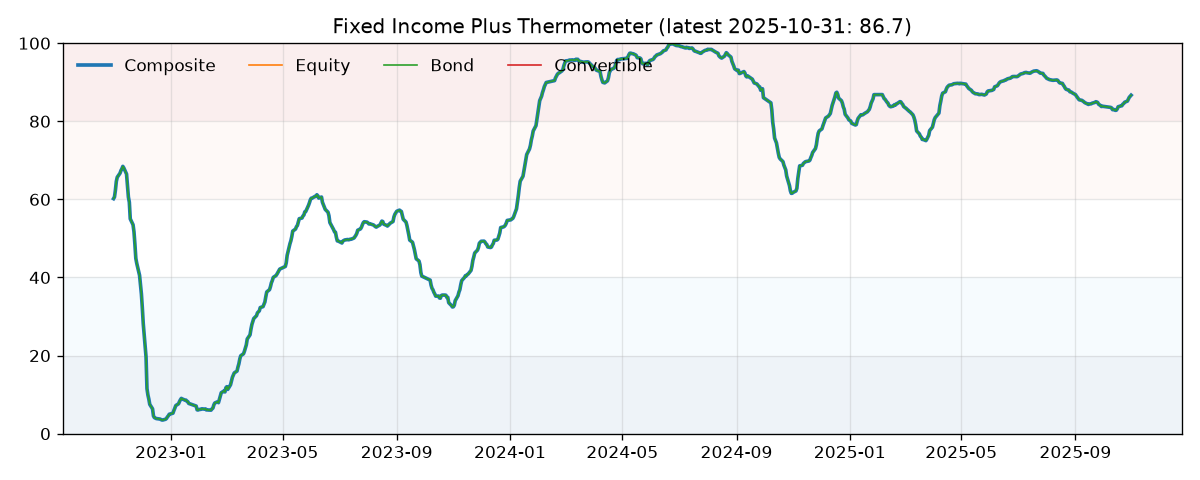 Fixed Income Plus Thermometer (latest 2025-10-31: 86.7)
100
80
60
40
20
0
Composite Equity Bond Convertible
2023-01 2023-05 2023-09 2024-01 2024-05 2024-09 2025-01 2025-05 2025-09